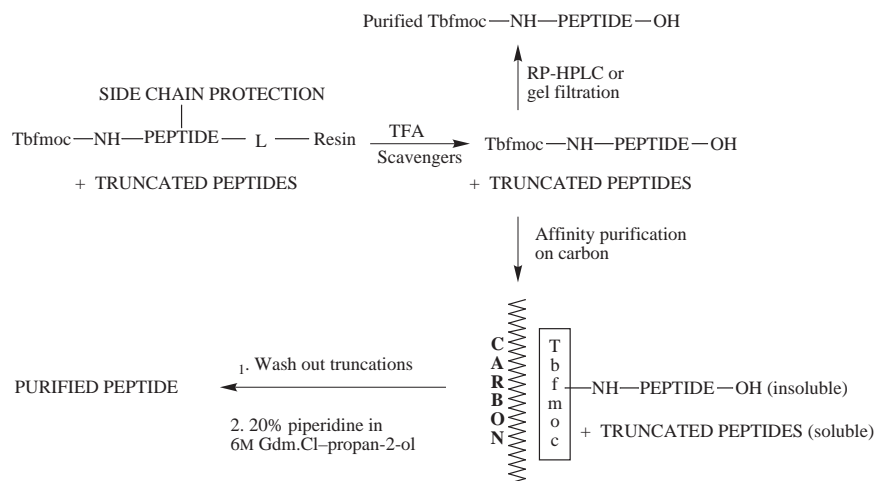 Purified Tbfmoc—NH—PEPTIDE—OH
RP-HPLC or
gel filtration
SIDE CHAIN PROTECTION
Tbfmoc—NH—PEPTIDE— L —Resin
+ TRUNCATED PEPTIDES
TFA
Scavengers
Tbfmoc—NH—PEPTIDE—OH
+ TRUNCATED PEPTIDES
Affinity purification
on carbon
PURIFIED PEPTIDE
1. Wash out truncations
2. 20% piperidine in
6M Gdm.Cl–propan-2-ol
CARBON
Tbfmoc
—NH—PEPTIDE—OH (insoluble)
+ TRUNCATED PEPTIDES (soluble)